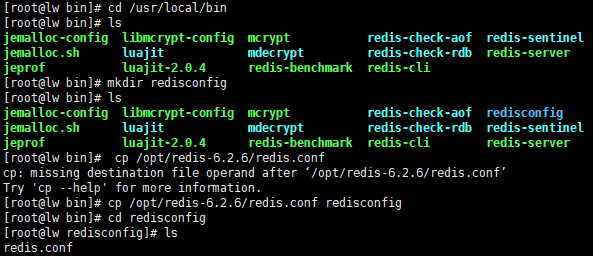 [root@lw bin]# cd /usr/local/bin
[root@lw bin]# ls
jemalloc-config  libmcrypt-config  mcrypt           redis-check-aof  redis-sentinel
jemalloc.sh      luajit            mdecrypt         redis-check-rdb  redis-server
jeprof           luajit-2.0.4      redis-benchmark  redis-cli
[root@lw bin]# mkdir redisconfig
[root@lw bin]# ls
jemalloc-config  libmcrypt-config  mcrypt           redis-check-aof  redisconfig
jemalloc.sh      luajit            mdecrypt         redis-check-rdb  redis-sentinel
jeprof           luajit-2.0.4      redis-benchmark  redis-cli        redis-server
[root@lw bin]#  cp /opt/redis-6.2.6/redis.conf
cp: missing destination file operand after ‘/opt/redis-6.2.6/redis.conf’
Try 'cp --help' for more information.
[root@lw bin]# cp /opt/redis-6.2.6/redis.conf redisconfig
[root@lw bin]# cd redisconfig
[root@lw redisconfig]# ls
redis.conf